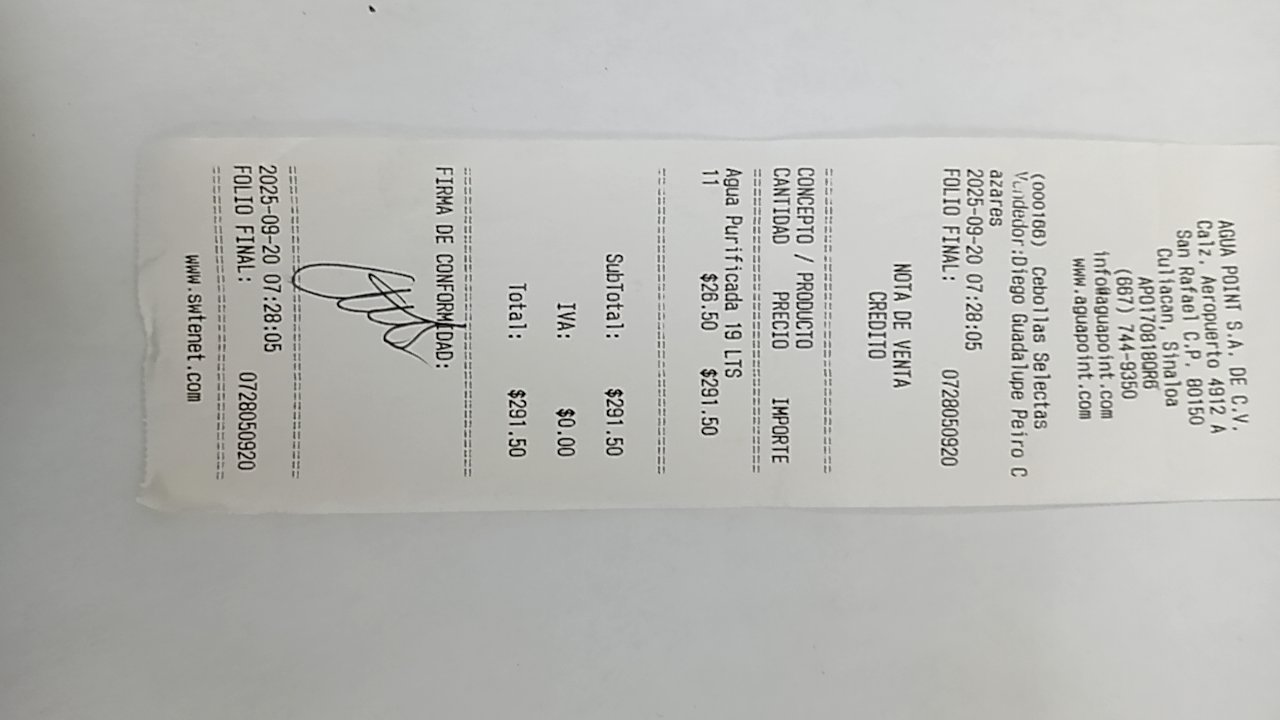 AGUA POINT S.A. DE C.V.
Calz. Aeropuerto 4912 A
San Rafael C.P. 80150
Culiacan, Sinaloa
APO170818QR6
(667) 744-9350
info@aguapoint.com
www.aguapoint.com
(000166) Cebollas Selectas
Vendedor:Diego Guadalupe Peiro C
azares
2025-09-20 07:28:05
FOLIO FINAL: 0728050920
NOTA DE VENTA
CREDITO
================================
CONCEPTO / PRODUCTO
CANTIDAD PRECIO IMPORTE
================================
Agua Purificada 19 LTS
11 $26.50 $291.50
================================
SubTotal: $291.50
IVA: $0.00
Total: $291.50
================================
FIRMA DE CONFORMIDAD:
================================
2025-09-20 07:28:05
FOLIO FINAL: 0728050920
================================
www.swtenet.com